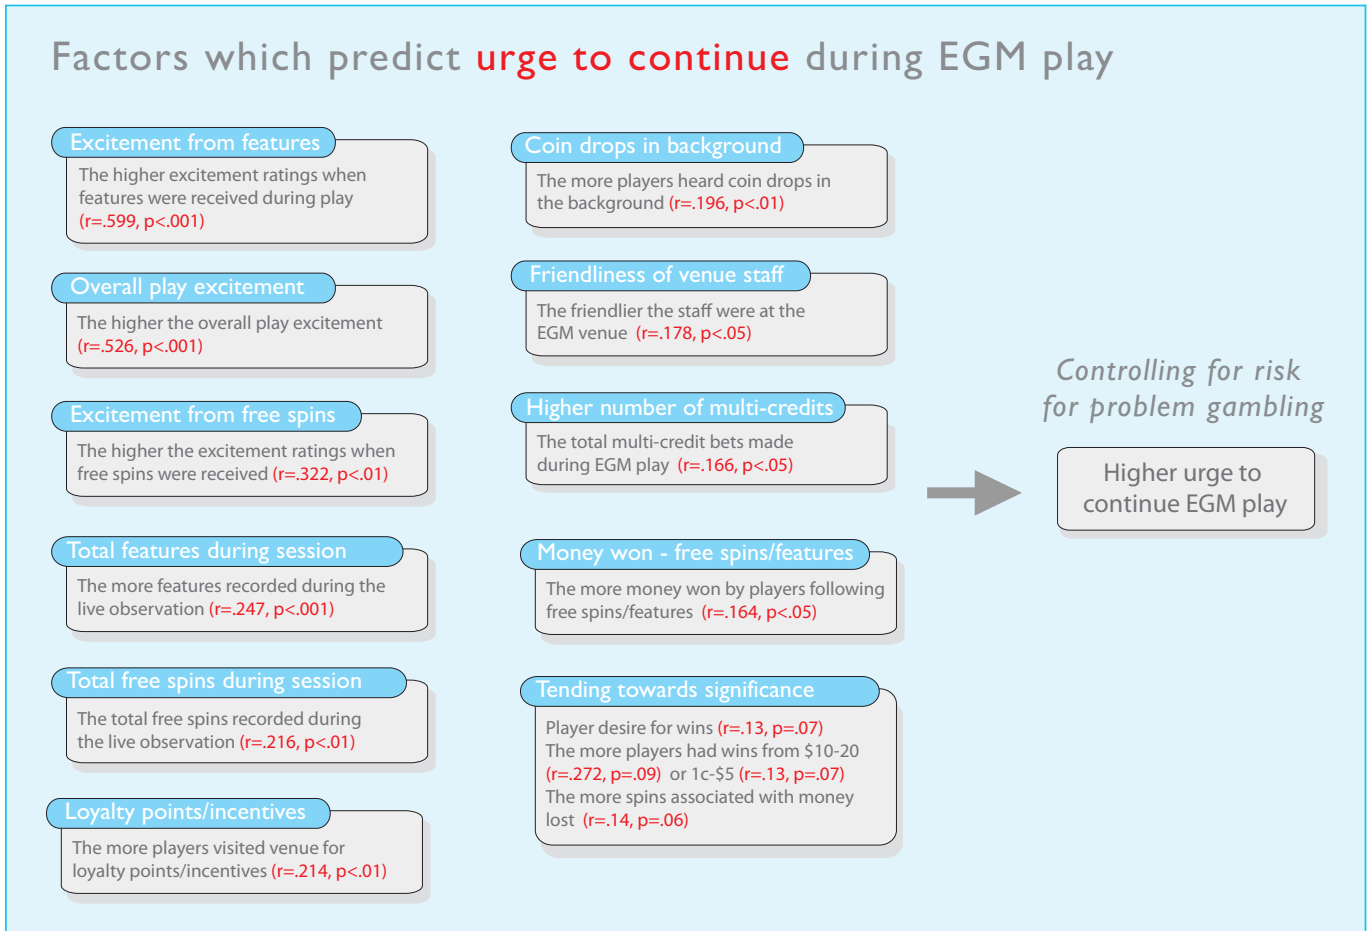 Factors which predict urge to continue during EGM play
Excitement from features
The higher excitement ratings when
features were received during play
(r=.599, p<.001)
Overall play excitement
The higher the overall play excitement
(r=.526, p<.001)
Excitement from free spins
The higher the excitement ratings when
free spins were received (r=.322, p<.01)
Total features during session
The more features recorded during the
live observation (r=.247, p<.001)
Total free spins during session
The total free spins recorded during
the live observation (r=.216, p<.01)
Loyalty points/incentives
The more players visited venue for
loyalty points/incentives (r=.214, p<.01)
Coin drops in background
The more players heard coin drops in
the background (r=.196, p<.01)
Friendliness of venue staff
The friendlier the staff were at the
EGM venue (r=.178, p<.05)
Higher number of multi-credits
The total multi-credit bets made
during EGM play (r=.166, p<.05)
Money won - free spins/features
The more money won by players following
free spins/features (r=.164, p<.05)
Tending towards significance
Player desire for wins (r=.13, p=.07)
The more players had wins from $10-20
(r=.272, p=.09) or 1c-$5 (r=.13, p=.07)
The more spins associated with money
lost (r=.14, p=.06)
Controlling for risk
for problem gambling
Higher urge to
continue EGM play